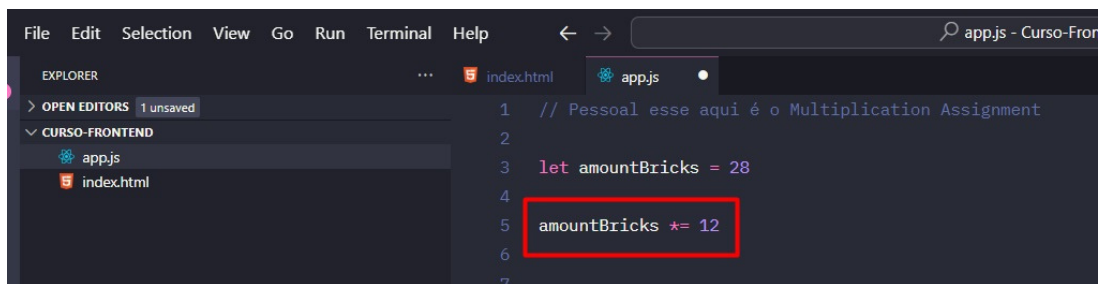 File Edit Selection View Go Run Terminal Help ← → app.js - Curso-Fron
EXPLORER ...
index.html app.js ●
> OPEN EDITORS 1 unsaved
CURSO-FRONTEND
app.js
index.html
1 // Pessoal esse aqui é o Multiplication Assignment
2
3 let amountBricks = 28
4
5 amountBricks *= 12
6
7